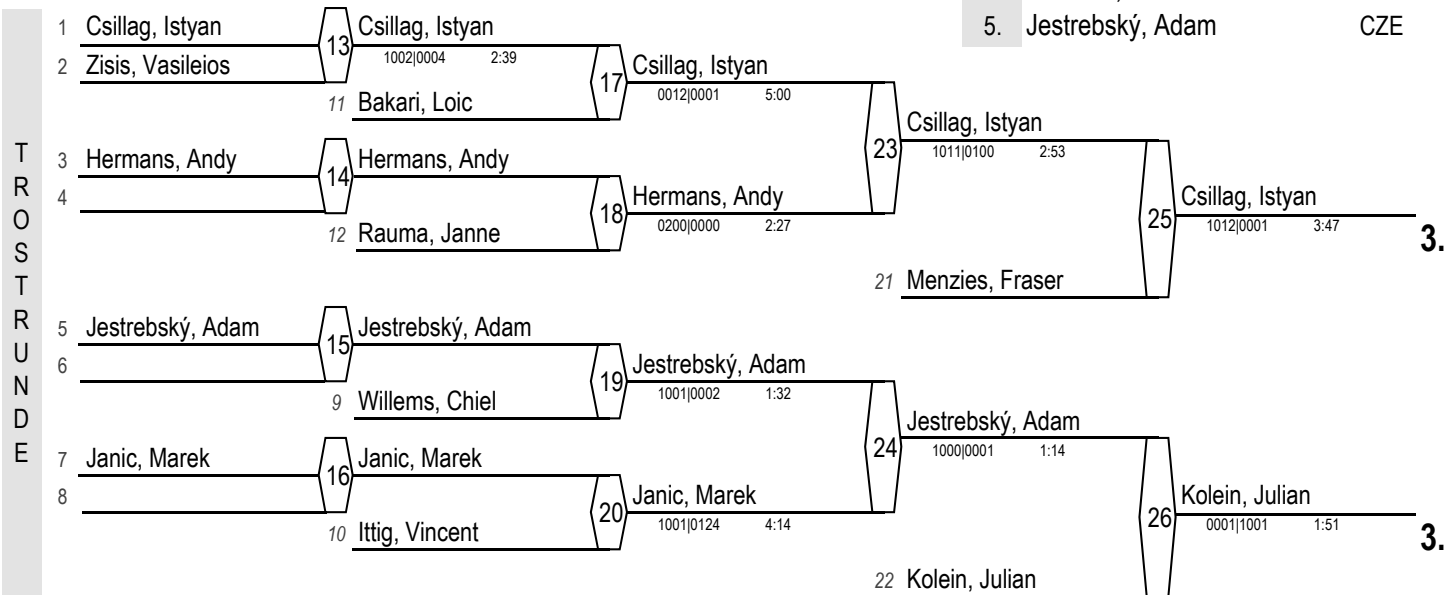 5. Jestrebský, Adam CZE
TROSTRUNDE
1 Csillag, Istyan
2 Zisis, Vasileios
13 Csillag, Istyan
1002|0004 2:39
11 Bakari, Loic
17 Csillag, Istyan
0012|0001 5:00
3 Hermans, Andy
4
14 Hermans, Andy
12 Rauma, Janne
18 Hermans, Andy
0200|0000 2:27
23 Csillag, Istyan
1011|0100 2:53
21 Menzies, Fraser
25 Csillag, Istyan
1012|0001 3:47
3.
5 Jestrebský, Adam
6
15 Jestrebský, Adam
9 Willems, Chiel
19 Jestrebský, Adam
1001|0002 1:32
7 Janic, Marek
8
16 Janic, Marek
10 Ittig, Vincent
20 Janic, Marek
1001|0124 4:14
24 Jestrebský, Adam
1000|0001 1:14
22 Kolein, Julian
26 Kolein, Julian
0001|1001 1:51
3.